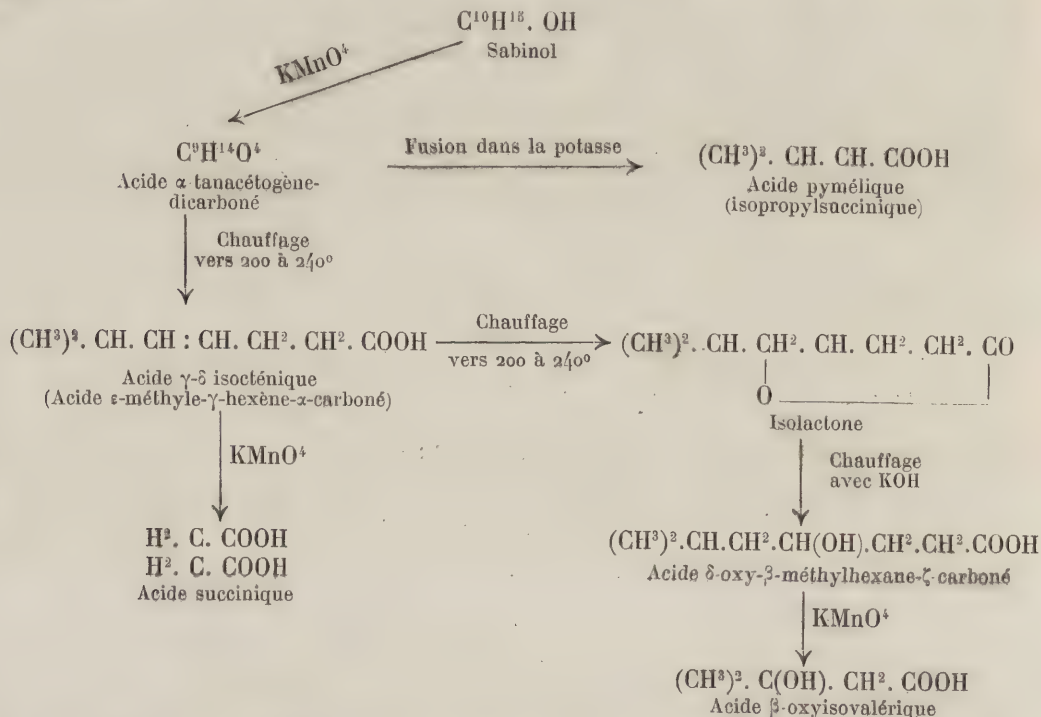 C¹⁰H¹⁵. OH
Sabinol
KMnO⁴
C⁹H¹⁴O⁴
Acide α tanacétogène-
dicarboné
Fusion dans la potasse
(CH³)². CH. CH. COOH
Acide pymélique
(isopropylsuccinique)
Chauffage
vers 200 à 240°
(CH³)². CH. CH : CH. CH². CH². COOH
Acide γ-δ isocténique
(Acide ε-méthyle-γ-hexène-α-carboné)
Chauffage
vers 200 à 240°
(CH³)². CH. CH². CH. CH². CH². CO
O
Isolactone
KMnO⁴
H². C. COOH
H². C. COOH
Acide succinique
Chauffage
avec KOH
(CH³)².CH.CH².CH(OH).CH².CH².COOH
Acide δ-oxy-β-méthylhexane-ζ-carboné
KMnO⁴
(CH³)². C(OH). CH². COOH
Acide β-oxyisovalérique